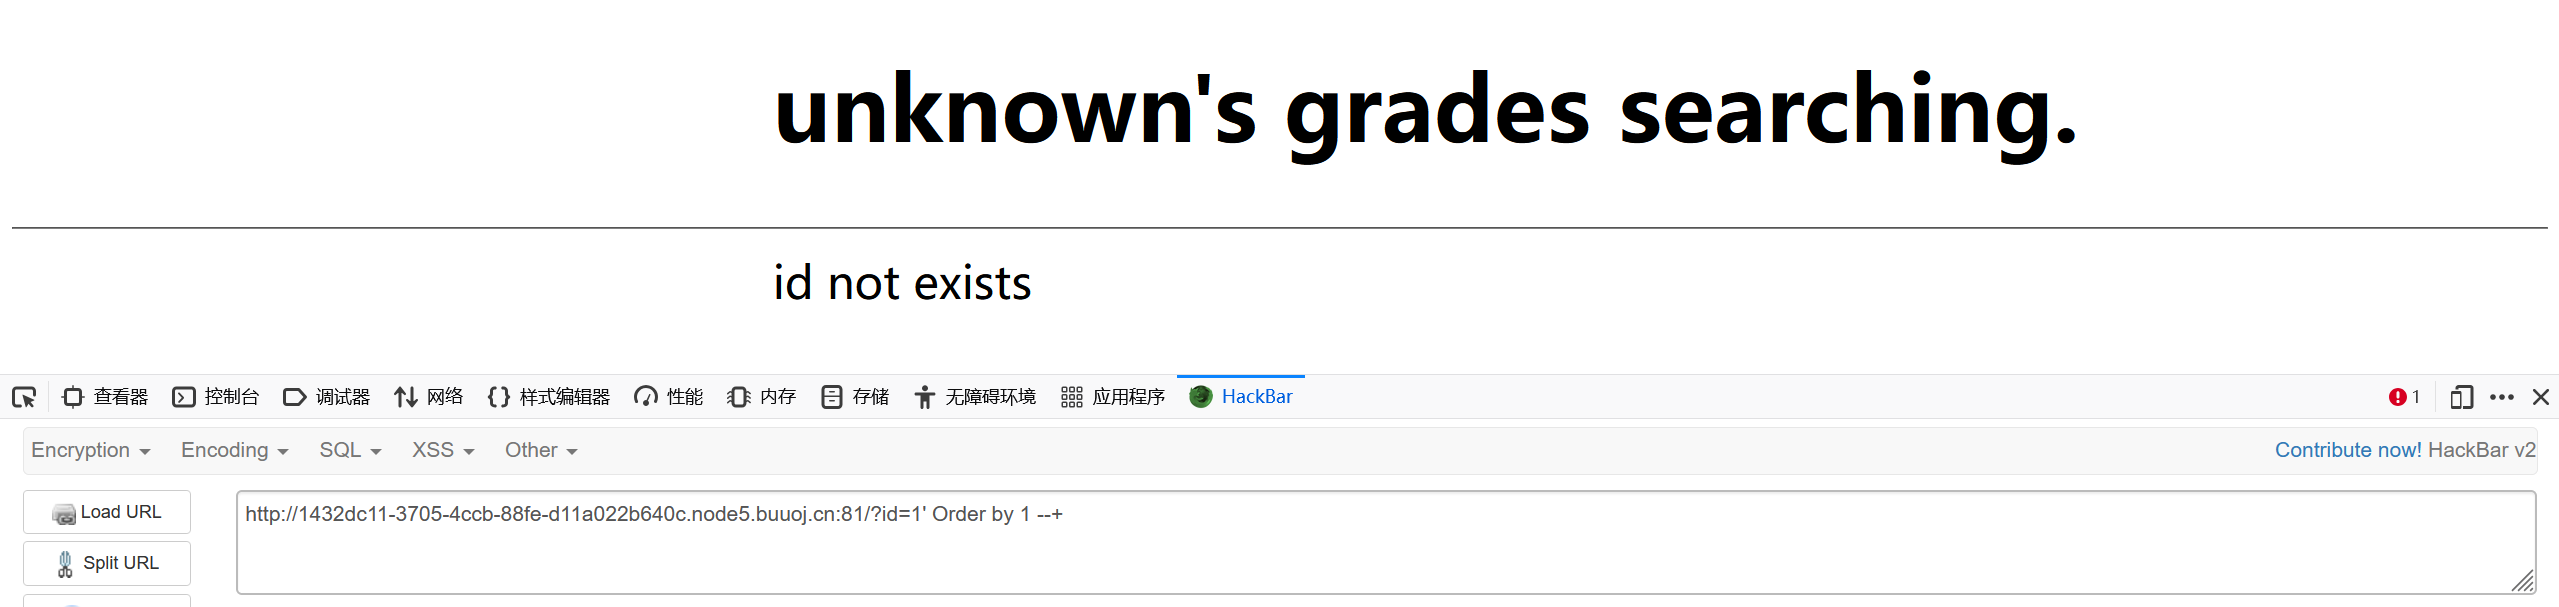 unknown's grades searching.
id not exists
查看器 控制台 调试器 网络 样式编辑器 性能 内存 存储 无障碍环境 应用程序 HackBar 1
Encryption Encoding SQL XSS Other Contribute now! HackBar v2
Load URL http://1432dc11-3705-4ccb-88fe-d11a022b640c.node5.buuoj.cn:81/?id=1' Order by 1 --+
Split URL